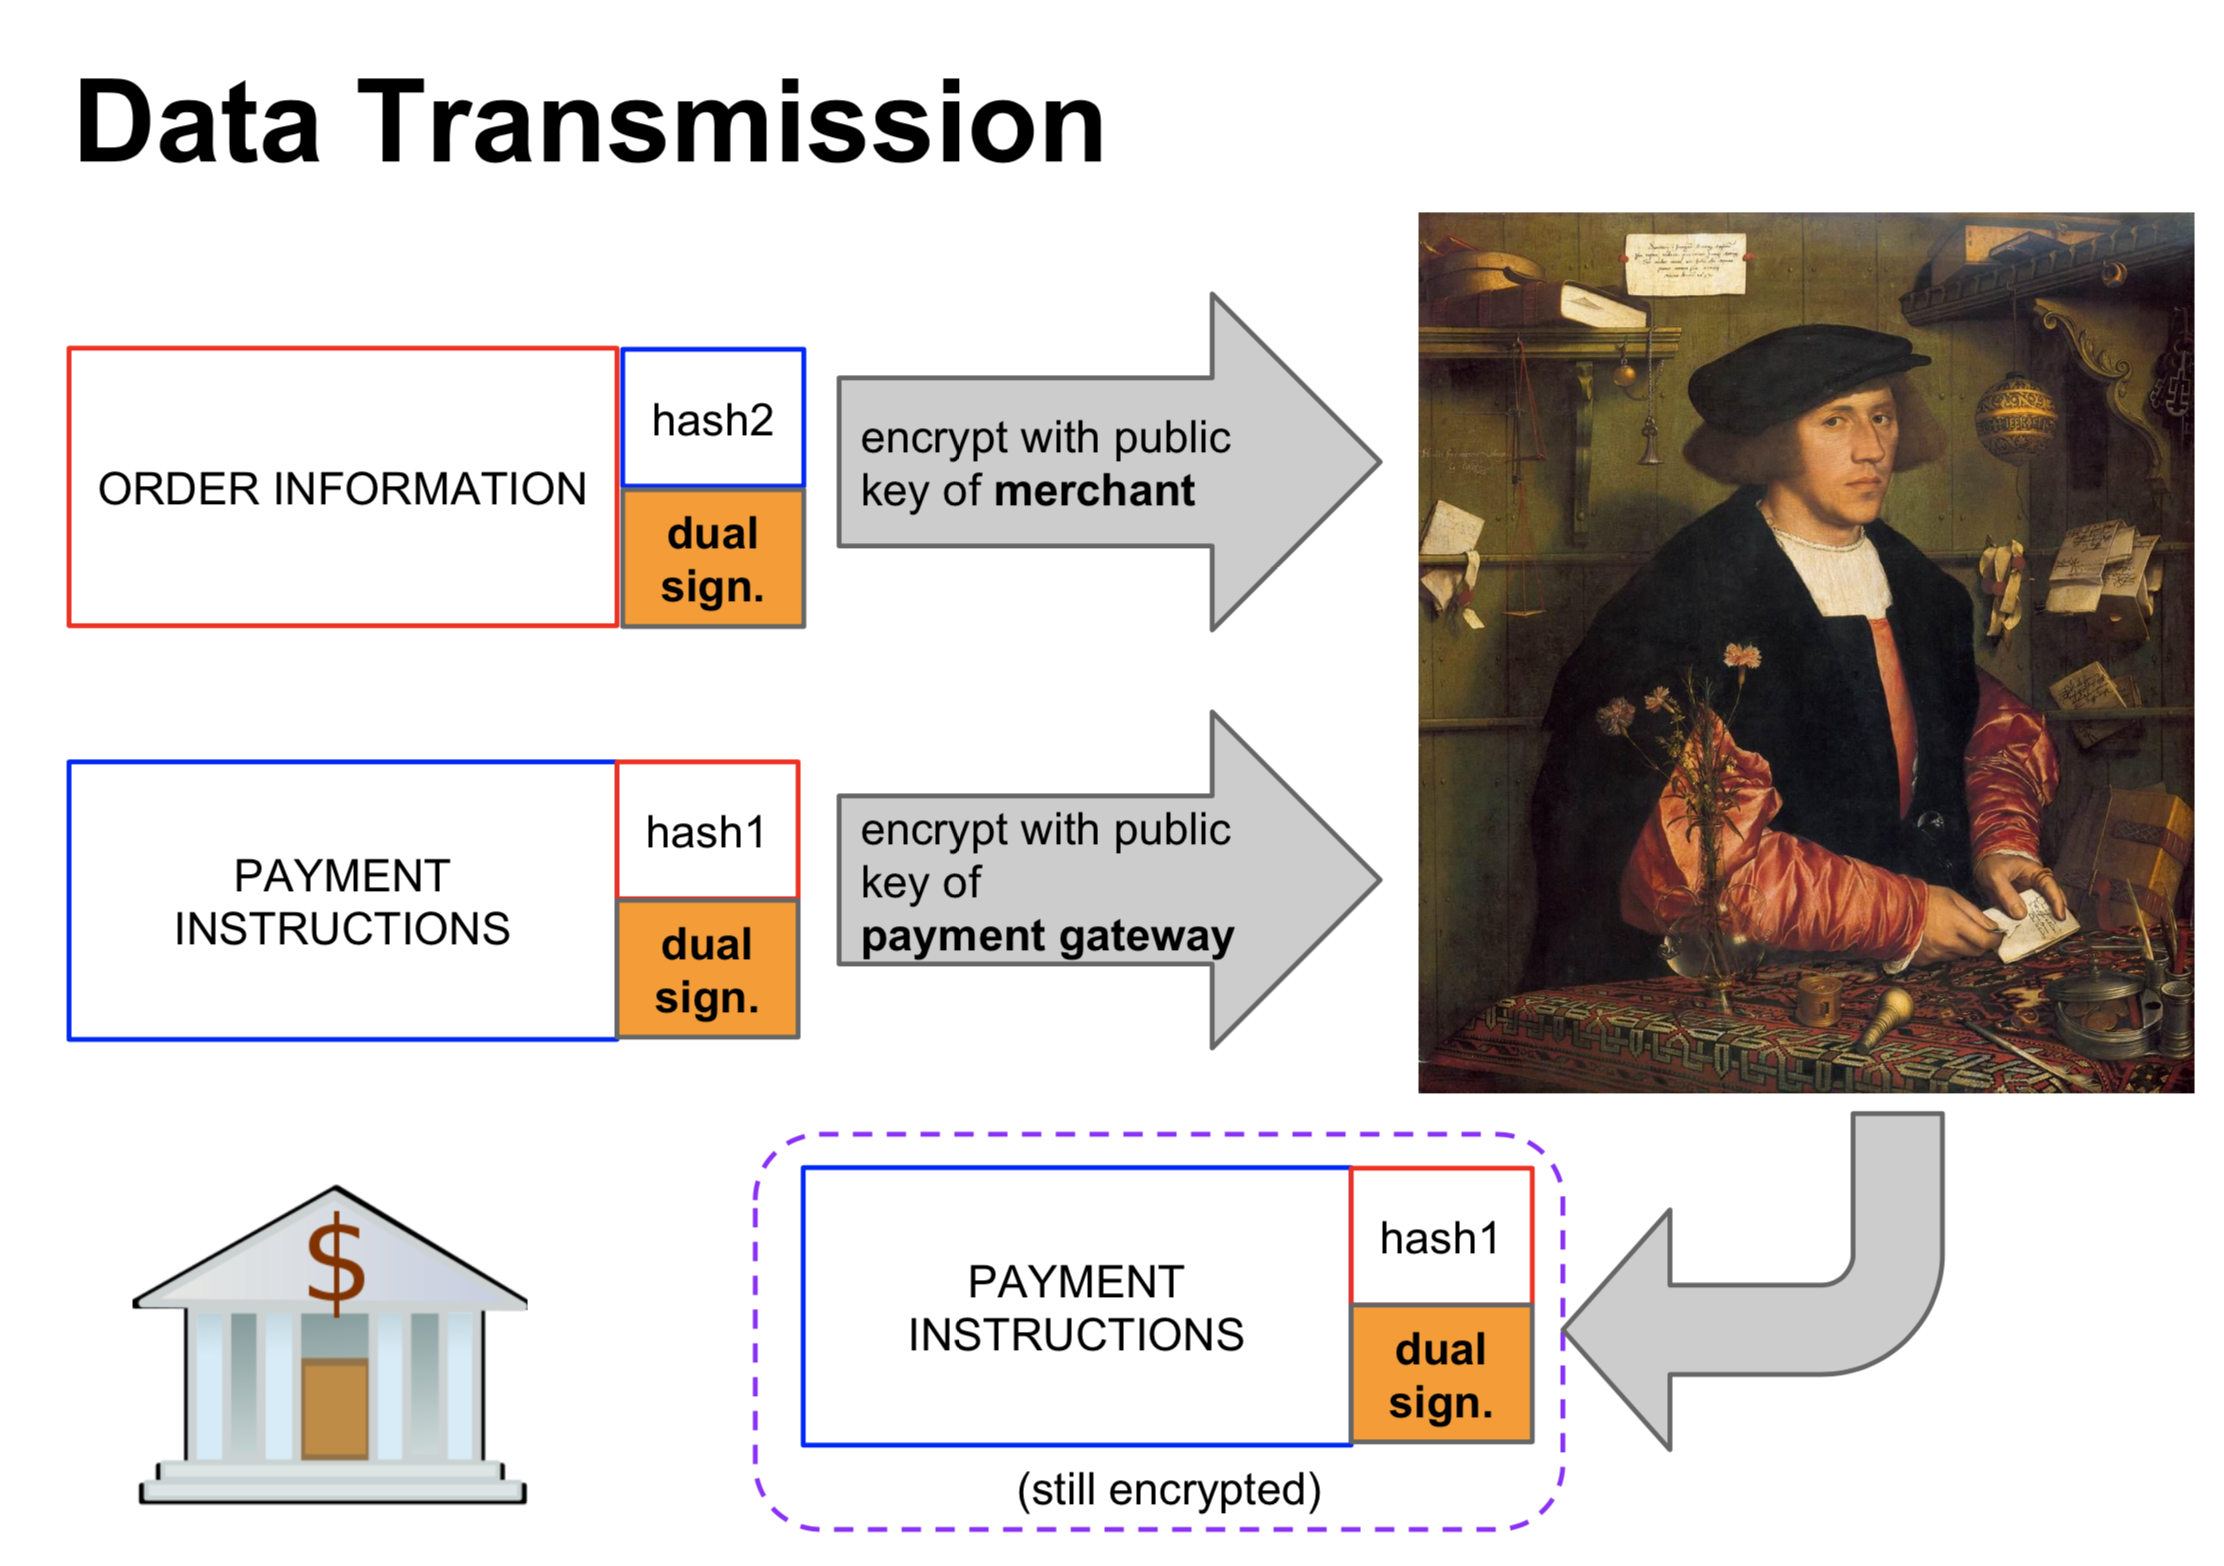 Data Transmission
ORDER INFORMATION
hash2
dual
sign.
encrypt with public
key of merchant
PAYMENT
INSTRUCTIONS
hash1
dual
sign.
encrypt with public
key of
payment gateway
$
PAYMENT
INSTRUCTIONS
hash1
dual
sign.
(still encrypted)